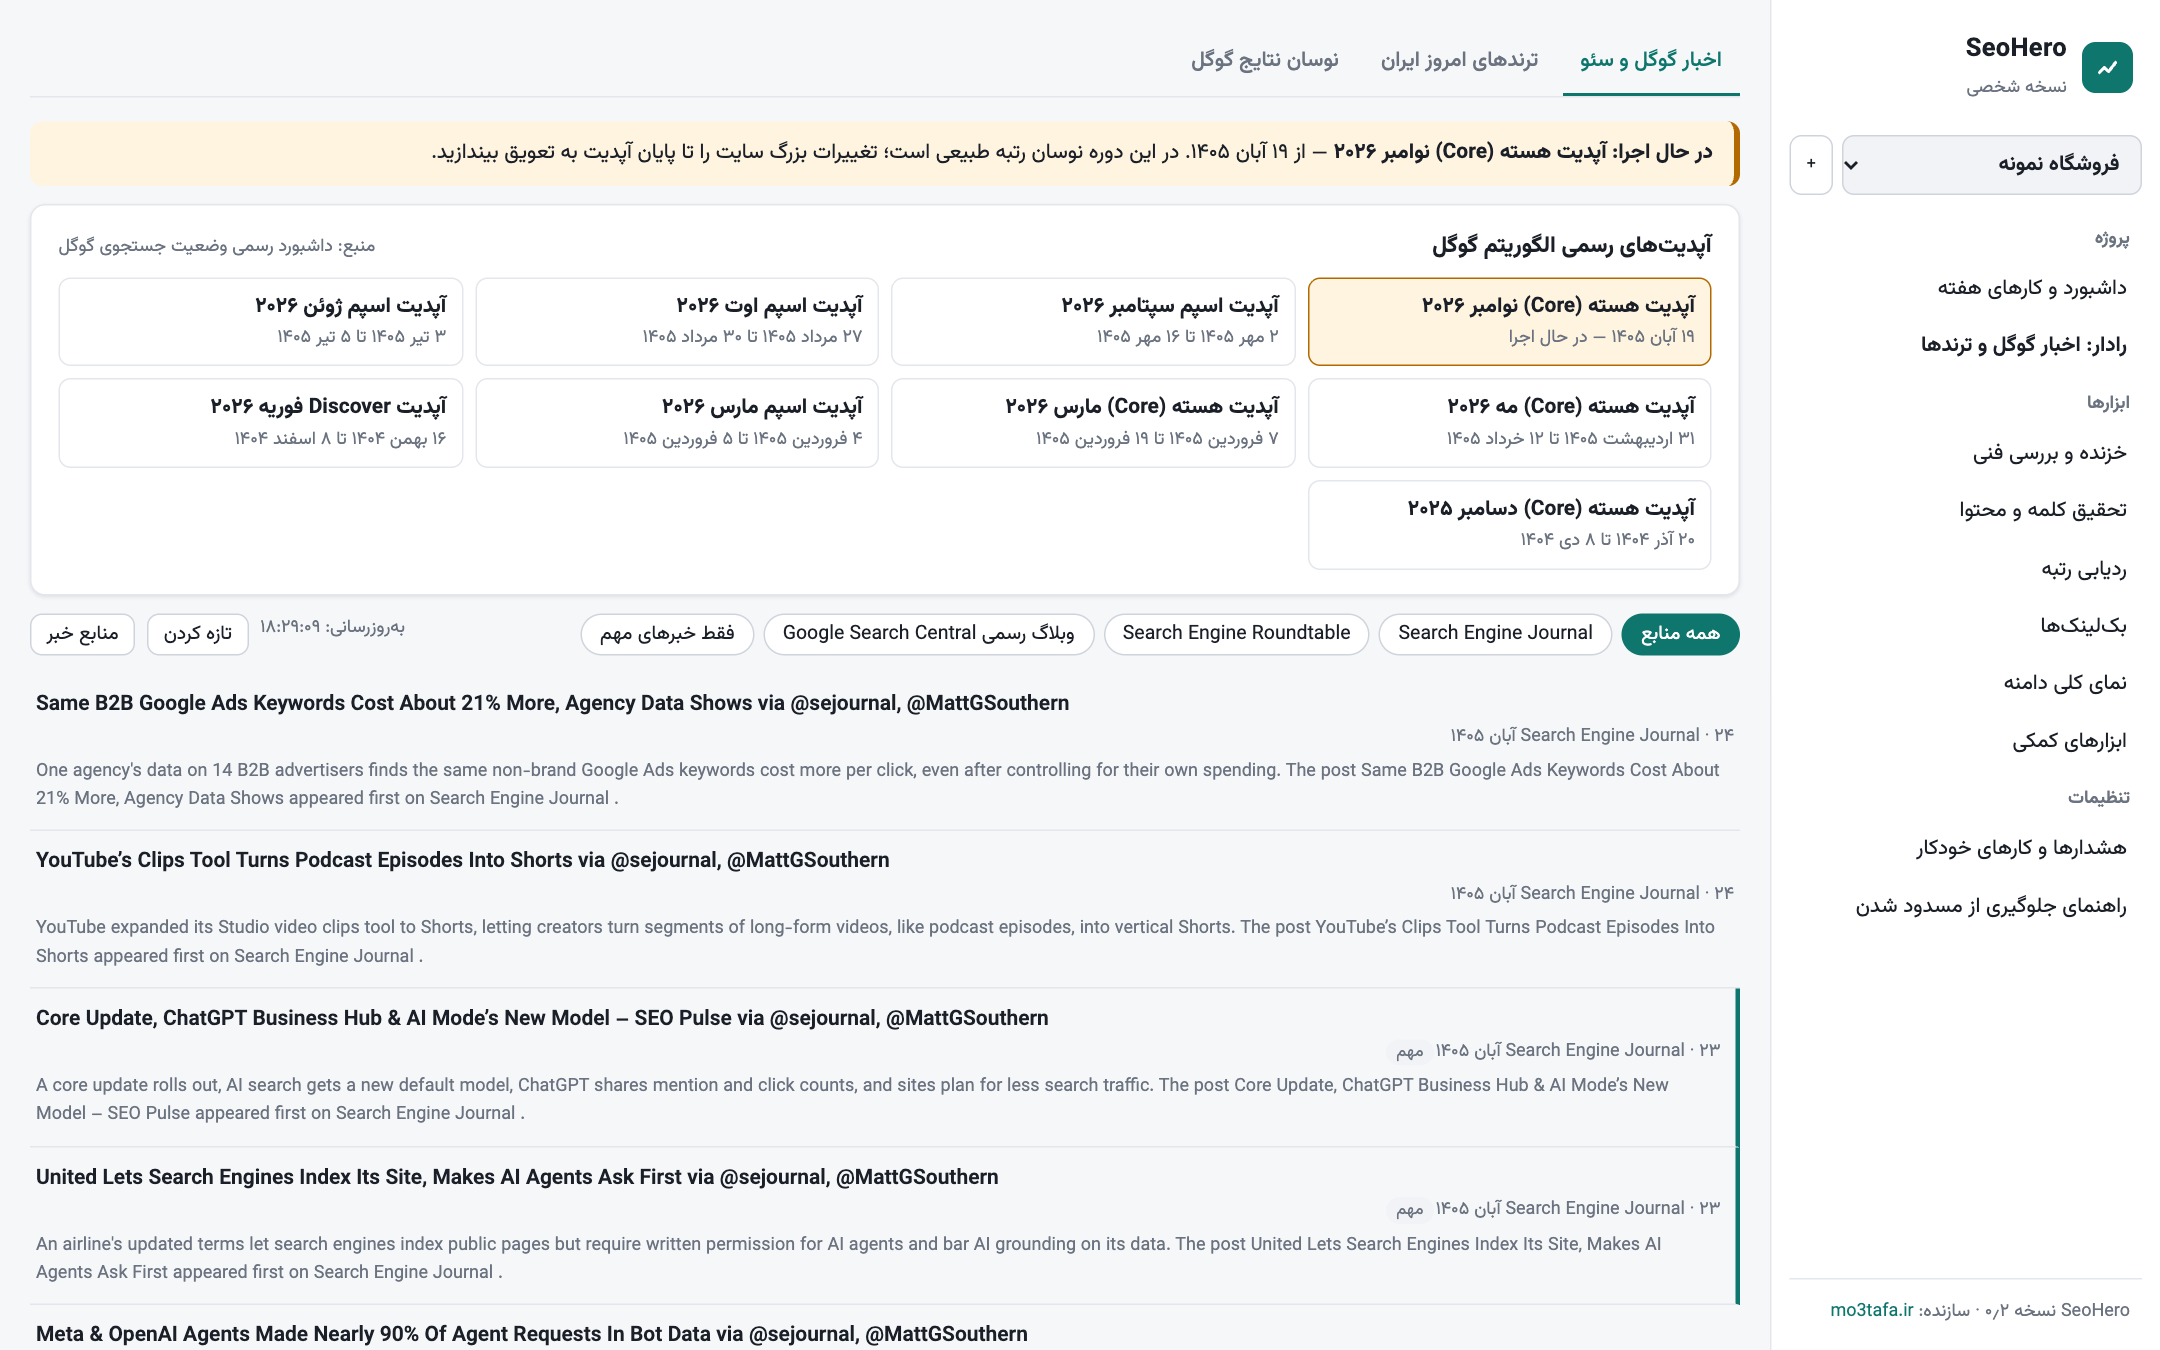 SeoHero
نسخه شخصی
فروشگاه نمونه
+
پروژه
داشبورد و کارهای هفته
رادار: اخبار گوگل و ترندها
ابزارها
خزنده و بررسی فنی
تحقیق کلمه و محتوا
ردیابی رتبه
بک‌لینک‌ها
نمای کلی دامنه
ابزارهای کمکی
تنظیمات
هشدارها و کارهای خودکار
راهنمای جلوگیری از مسدود شدن
SeoHero نسخه ۰٫۲ · سازنده: mo3tafa.ir
اخبار گوگل و سئو
ترندهای امروز ایران
نوسان نتایج گوگل
در حال اجرا: آپدیت هسته (Core) نوامبر ۲۰۲۶ — از ۱۹ آبان ۱۴۰۵. در این دوره نوسان رتبه طبیعی است؛ تغییرات بزرگ سایت را تا پایان آپدیت به تعویق بیندازید.
آپدیت‌های رسمی الگوریتم گوگل
منبع: داشبورد رسمی وضعیت جستجوی گوگل
آپدیت هسته (Core) نوامبر ۲۰۲۶
۱۹ آبان ۱۴۰۵ — در حال اجرا
آپدیت اسپم سپتامبر ۲۰۲۶
۲ مهر ۱۴۰۵ تا ۱۶ مهر ۱۴۰۵
آپدیت اسپم اوت ۲۰۲۶
۲۷ مرداد ۱۴۰۵ تا ۳۰ مرداد ۱۴۰۵
آپدیت اسپم ژوئن ۲۰۲۶
۳ تیر ۱۴۰۵ تا ۵ تیر ۱۴۰۵
آپدیت هسته (Core) مه ۲۰۲۶
۳۱ اردیبهشت ۱۴۰۵ تا ۱۲ خرداد ۱۴۰۵
آپدیت هسته (Core) مارس ۲۰۲۶
۷ فروردین ۱۴۰۵ تا ۱۹ فروردین ۱۴۰۵
آپدیت اسپم مارس ۲۰۲۶
۴ فروردین ۱۴۰۵ تا ۵ فروردین ۱۴۰۵
آپدیت Discover فوریه ۲۰۲۶
۱۶ بهمن ۱۴۰۴ تا ۸ اسفند ۱۴۰۴
آپدیت هسته (Core) دسامبر ۲۰۲۵
۲۰ آذر ۱۴۰۴ تا ۸ دی ۱۴۰۴
همه منابع
Search Engine Journal
Search Engine Roundtable
وبلاگ رسمی Google Search Central
فقط خبرهای مهم
به‌روزرسانی: ۱۸:۲۹:۰۹
تازه کردن
منابع خبر
Same B2B Google Ads Keywords Cost About 21% More, Agency Data Shows via @sejournal, @MattGSouthern
Search Engine Journal · ۲۴ آبان ۱۴۰۵
One agency's data on 14 B2B advertisers finds the same non-brand Google Ads keywords cost more per click, even after controlling for their own spending. The post Same B2B Google Ads Keywords Cost About
21% More, Agency Data Shows appeared first on Search Engine Journal .
YouTube’s Clips Tool Turns Podcast Episodes Into Shorts via @sejournal, @MattGSouthern
Search Engine Journal · ۲۴ آبان ۱۴۰۵
YouTube expanded its Studio video clips tool to Shorts, letting creators turn segments of long-form videos, like podcast episodes, into vertical Shorts. The post YouTube’s Clips Tool Turns Podcast Episodes Into
Shorts appeared first on Search Engine Journal .
Core Update, ChatGPT Business Hub & AI Mode’s New Model – SEO Pulse via @sejournal, @MattGSouthern
Search Engine Journal · ۲۳ آبان ۱۴۰۵ مهم
A core update rolls out, AI search gets a new default model, ChatGPT shares mention and click counts, and sites plan for less search traffic. The post Core Update, ChatGPT Business Hub & AI Mode’s New
Model – SEO Pulse appeared first on Search Engine Journal .
United Lets Search Engines Index Its Site, Makes AI Agents Ask First via @sejournal, @MattGSouthern
Search Engine Journal · ۲۳ آبان ۱۴۰۵ مهم
An airline's updated terms let search engines index public pages but require written permission for AI agents and bar AI grounding on its data. The post United Lets Search Engines Index Its Site, Makes AI
Agents Ask First appeared first on Search Engine Journal .
Meta & OpenAI Agents Made Nearly 90% Of Agent Requests In Bot Data via @sejournal, @MattGSouthern